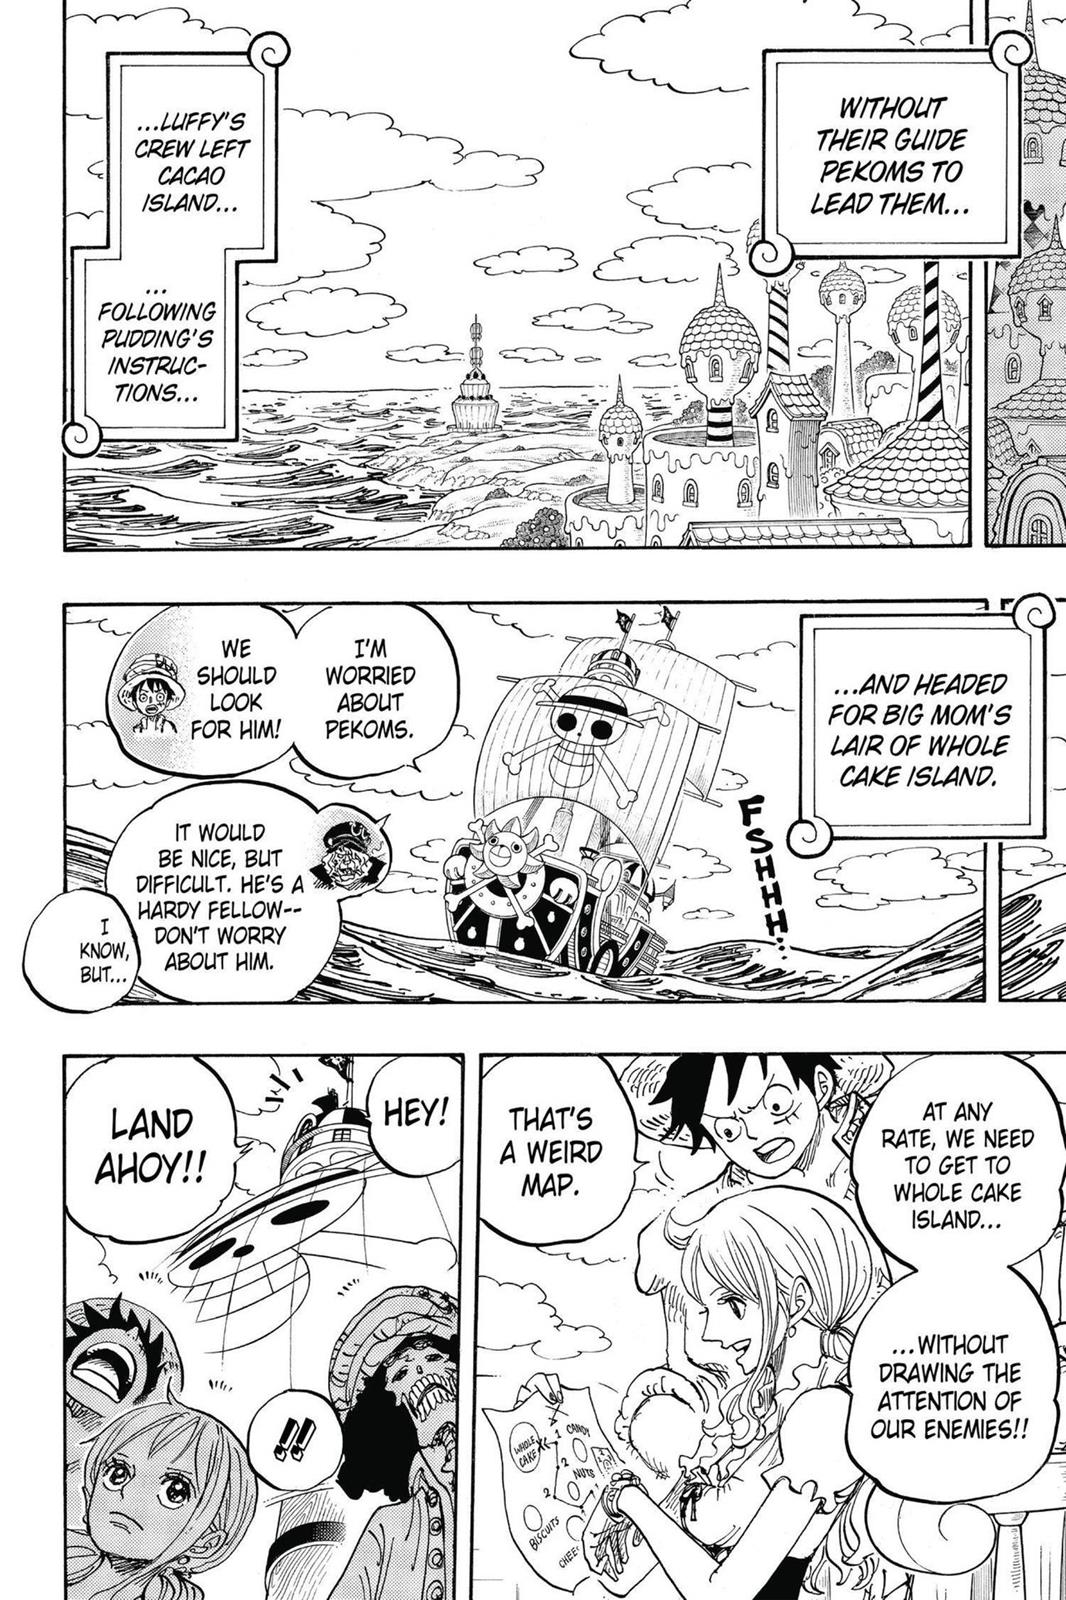 WITHOUT
THEIR GUIDE
PEKOMS TO
LEAD THEM...
...LUFFY'S
CREW LEFT
CACAO
ISLAND...
...
FOLLOWING
PUDDING'S
INSTRUC-
TIONS...
...AND HEADED
FOR BIG MOM'S
LAIR OF WHOLE
CAKE ISLAND.
FSHHH...
I'M
WORRIED
ABOUT
PEKOMS.
WE
SHOULD
LOOK
FOR HIM!
IT WOULD
BE NICE, BUT
DIFFICULT. HE'S A
HARDY FELLOW--
DON'T WORRY
ABOUT HIM.
I
KNOW,
BUT...
AT ANY
RATE, WE NEED
TO GET TO
WHOLE CAKE
ISLAND...
...WITHOUT
DRAWING THE
ATTENTION OF
OUR ENEMIES!!
THAT'S
A WEIRD
MAP.
WHOLE
CAKE
1
CANDY
2
NUTS
2
1
BISCUITS
HEY!
LAND
AHOY!!
!!